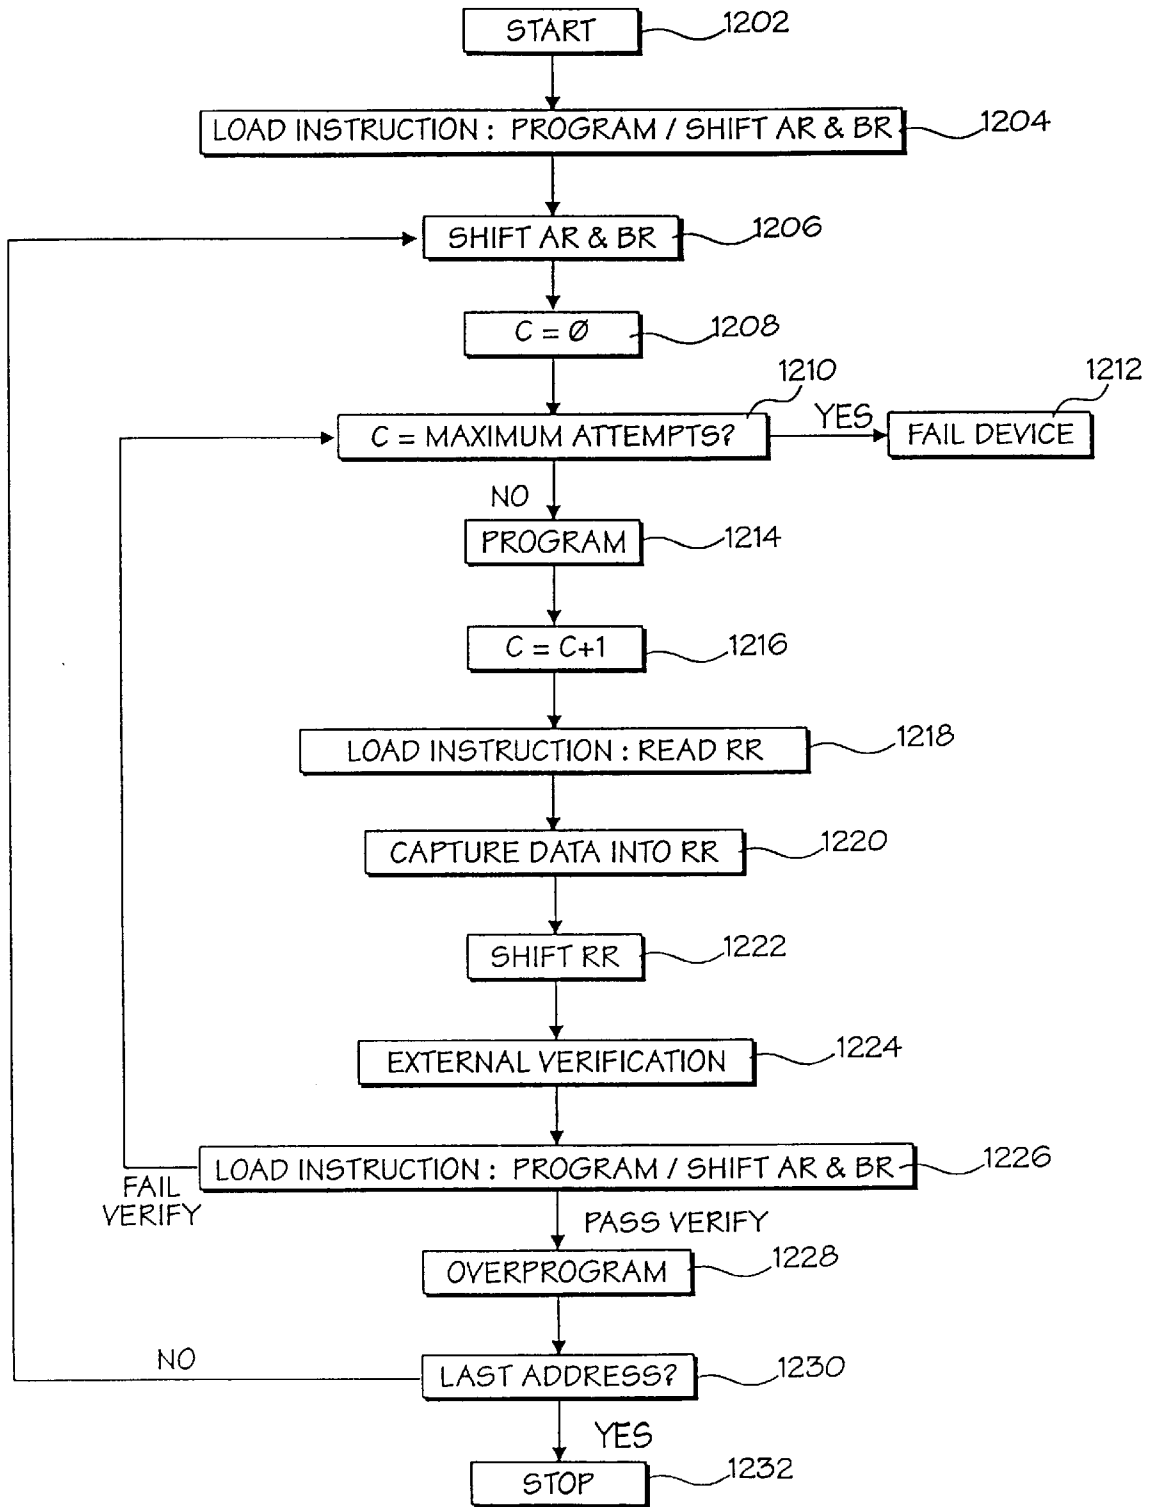 START
1202
LOAD INSTRUCTION : PROGRAM / SHIFT AR & BR
1204
SHIFT AR & BR
1206
C = Ø
1208
C = MAXIMUM ATTEMPTS?
1210
YES
FAIL DEVICE
1212
NO
PROGRAM
1214
C = C+1
1216
LOAD INSTRUCTION : READ RR
1218
CAPTURE DATA INTO RR
1220
SHIFT RR
1222
EXTERNAL VERIFICATION
1224
LOAD INSTRUCTION : PROGRAM / SHIFT AR & BR
1226
FAIL
VERIFY
PASS VERIFY
OVERPROGRAM
1228
LAST ADDRESS?
1230
NO
YES
STOP
1232